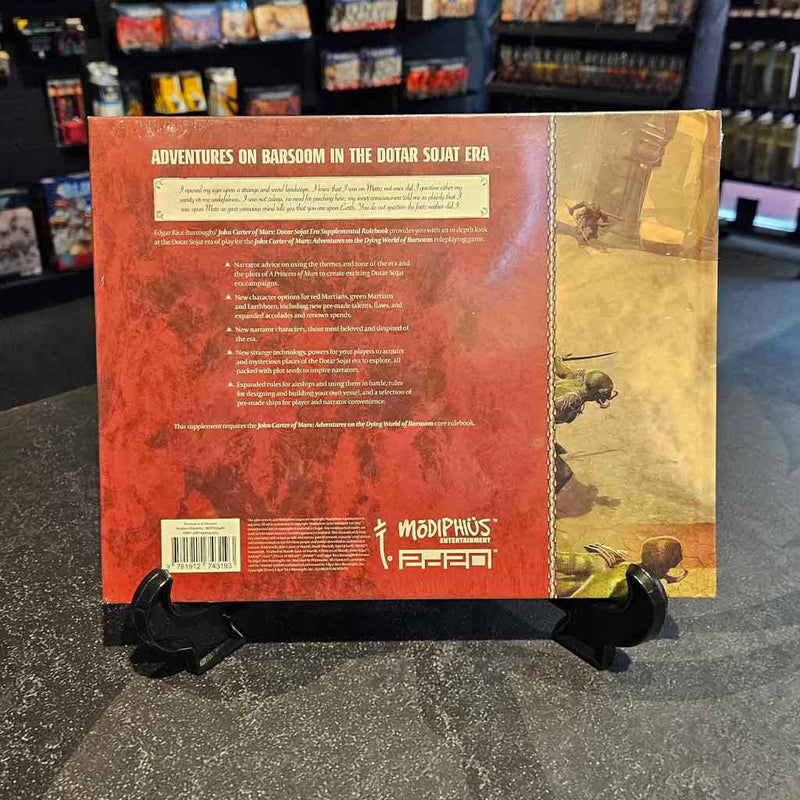 ADVENTURES ON BARSOOM IN THE DOTAR SOJAT ERA
I opened my eyes upon a strange and weird landscape. I knew that I was on Mars; not once did I question either my
sanity or my wakefulness. I was not asleep, no need for pinching here; my inner consciousness told me as plainly that I
was upon Mars as your conscious mind tells you that you are upon Earth. You do not question the fact; neither did I.
Edgar Rice Burroughs' John Carter of Mars: Dotar Sojat Era Supplemental Rulebook provides you with an in depth look
at the Dotar Sojat era of play for the John Carter of Mars: Adventures on the Dying World of Barsoom roleplaying game.
Narrator advice on using the themes and tone of the era and
the plots of A Princess of Mars to create exciting Dotar Sojat
era campaigns.
New character options for red Martians, green Martians
and Earthborn, including new pre-made talents, flaws, and
expanded accolades and renown spends.
New narrator characters, those most beloved and despised of
the era.
New strange technology, powers for your players to acquire
and mysterious places of the Dotar Sojat era to explore, all
packed with plot seeds to inspire narrators.
Expanded rules for airships and using them in battle, rules
for designing and building your own vessel, and a selection of
pre-made ships for player and narrator convenience.
This supplement requires the John Carter of Mars: Adventures on the Dying World of Barsoom core rulebook.
9 781912 743193
MŌDIPHIÜS™
ENTERTAINMENT
2d20™